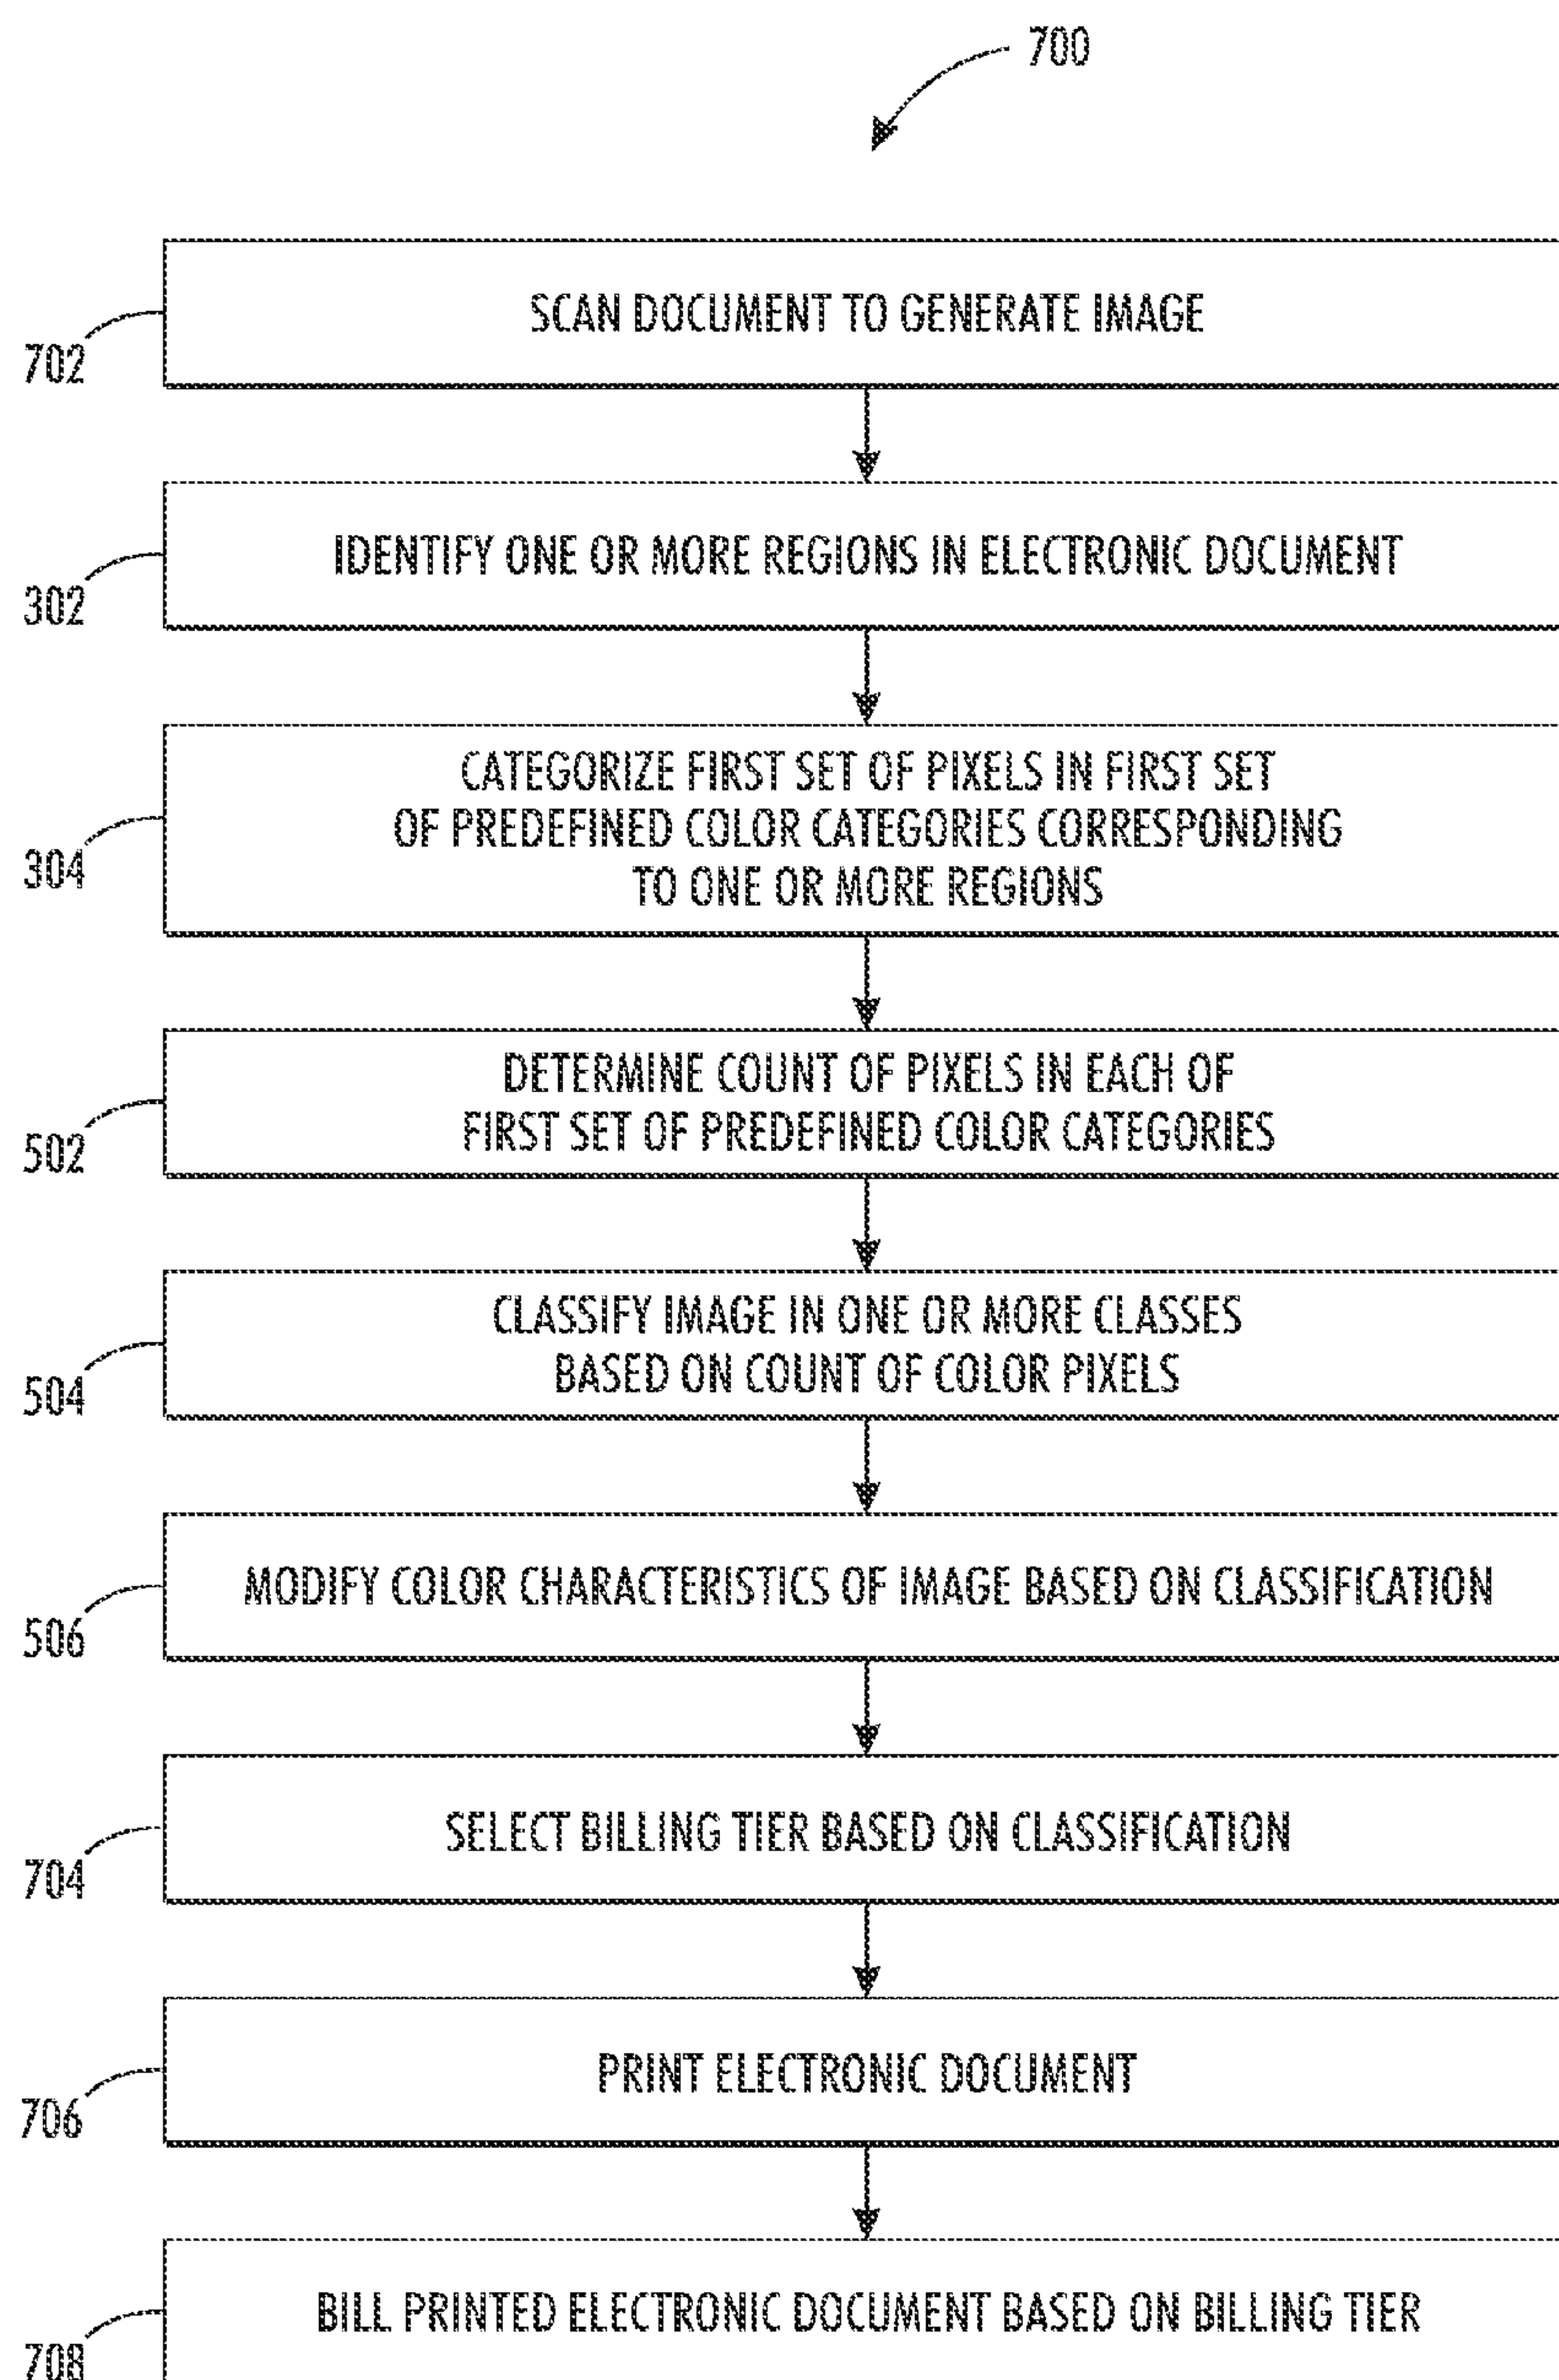 700
SCAN DOCUMENT TO GENERATE IMAGE
702
IDENTIFY ONE OR MORE REGIONS IN ELECTRONIC DOCUMENT
302
CATEGORIZE FIRST SET OF PIXELS IN FIRST SET
OF PREDEFINED COLOR CATEGORIES CORRESPONDING
TO ONE OR MORE REGIONS
304
DETERMINE COUNT OF PIXELS IN EACH OF
FIRST SET OF PREDEFINED COLOR CATEGORIES
502
CLASSIFY IMAGE IN ONE OR MORE CLASSES
BASED ON COUNT OF COLOR PIXELS
504
MODIFY COLOR CHARACTERISTICS OF IMAGE BASED ON CLASSIFICATION
506
SELECT BILLING TIER BASED ON CLASSIFICATION
704
PRINT ELECTRONIC DOCUMENT
706
BILL PRINTED ELECTRONIC DOCUMENT BASED ON BILLING TIER
708